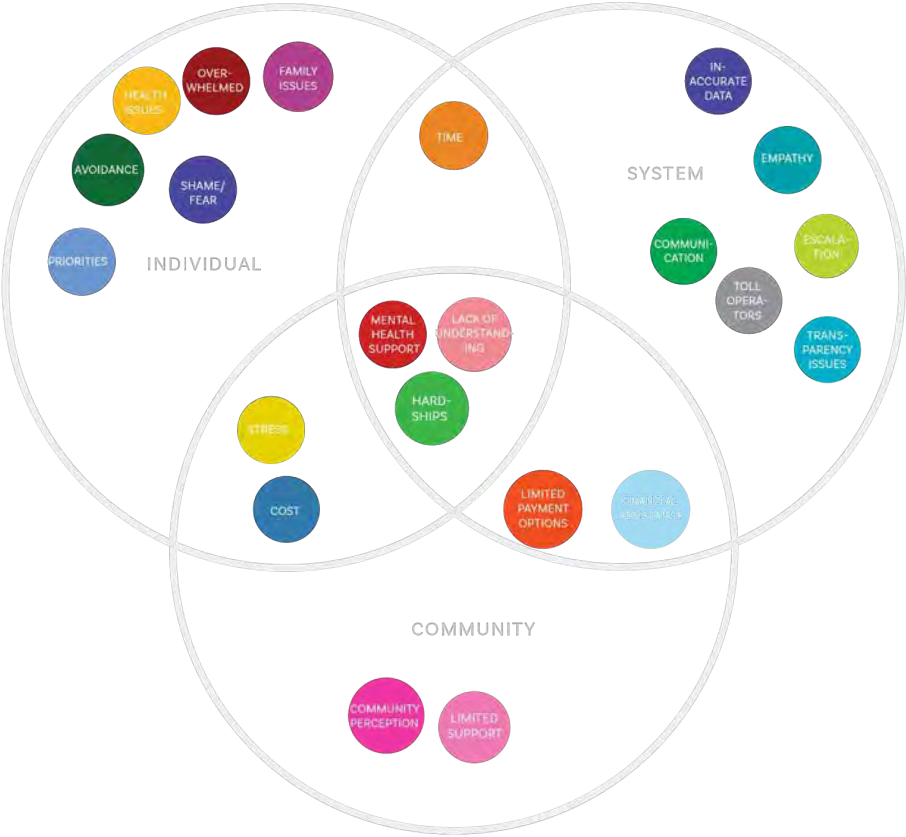 HEALTH
ISSUES
OVER-
WHELMED
FAMILY
ISSUES
AVOIDANCE
SHAME/
FEAR
PRIORITIES
INDIVIDUAL
TIME
IN-
ACCURATE
DATA
EMPATHY
SYSTEM
COMMUNI-
CATION
ESCALA-
TION
TOLL
OPERA-
TORS
TRANS-
PARENCY
ISSUES
MENTAL
HEALTH
SUPPORT
LACK OF
UNDERSTAND-
ING
HARD-
SHIPS
STRESS
COST
LIMITED
PAYMENT
OPTIONS
FINANCIAL
COMMUNITY
COMMUNITY
PERCEPTION
LIMITED
SUPPORT